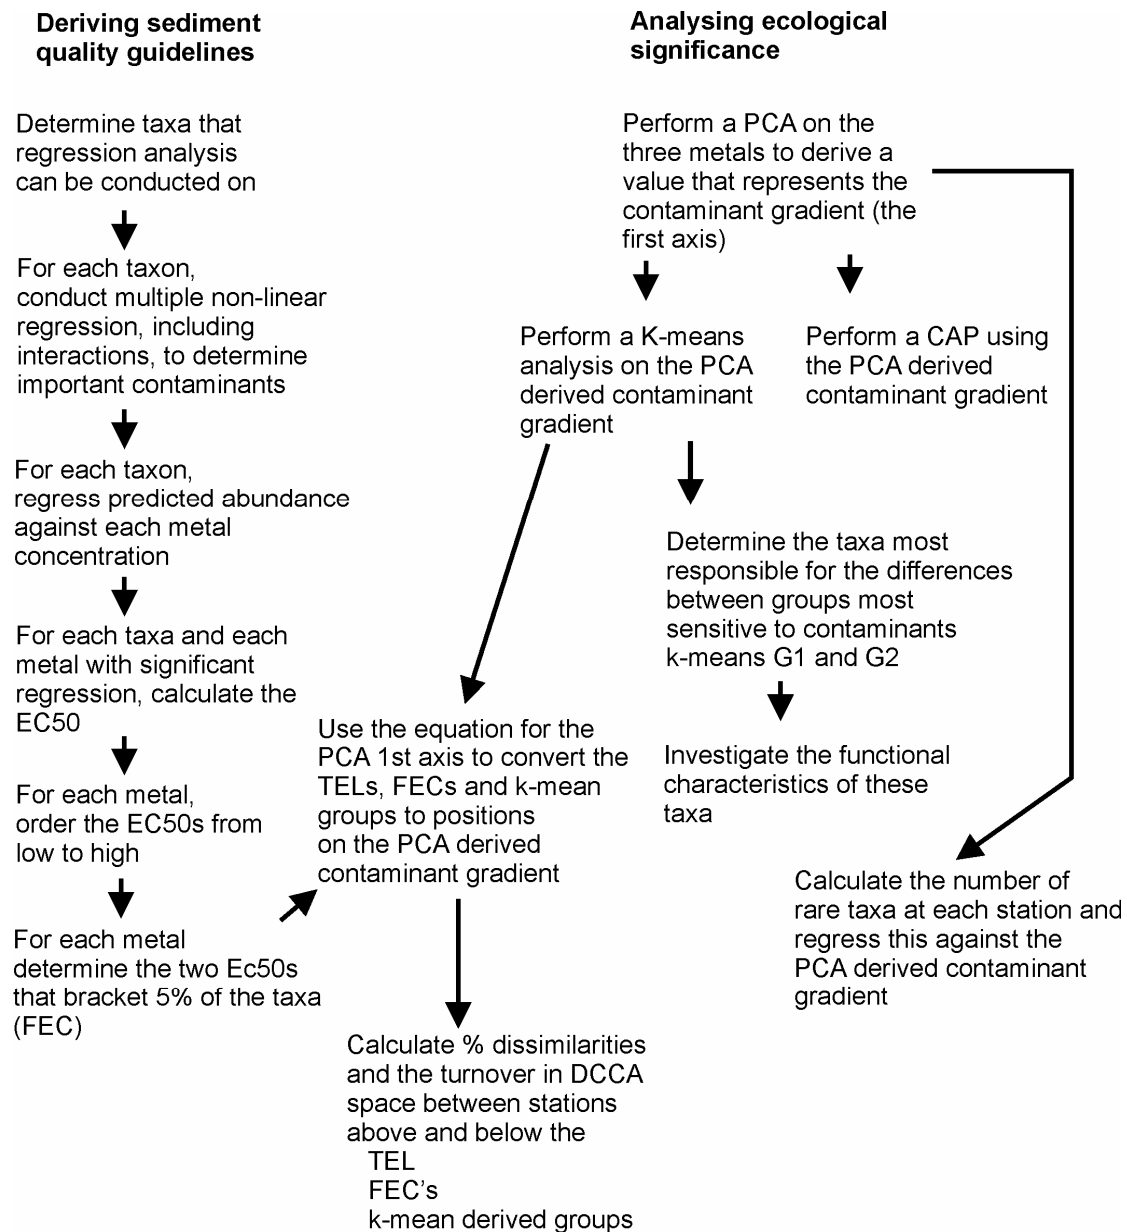 Deriving sediment
quality guidelines
Determine taxa that
regression analysis
can be conducted on
For each taxon,
conduct multiple non-linear
regression, including
interactions, to determine
important contaminants
For each taxon,
regress predicted abundance
against each metal
concentration
For each taxa and each
metal with significant
regression, calculate the
EC50
For each metal,
order the EC50s from
low to high
For each metal
determine the two Ec50s
that bracket 5% of the taxa
(FEC)
Analysing ecological
significance
Perform a PCA on the
three metals to derive a
value that represents the
contaminant gradient (the
first axis)
Perform a K-means
analysis on the PCA
derived contaminant
gradient
Perform a CAP using
the PCA derived
contaminant gradient
Determine the taxa most
responsible for the differences
between groups most
sensitive to contaminants
k-means G1 and G2
Investigate the functional
characteristics of these
taxa
Use the equation for the
PCA 1st axis to convert the
TELs, FECs and k-mean
groups to positions
on the PCA derived
contaminant gradient
Calculate the number of
rare taxa at each station and
regress this against the
PCA derived contaminant
gradient
Calculate % dissimilarities
and the turnover in DCCA
space between stations
above and below the
TEL
FEC's
k-mean derived groups